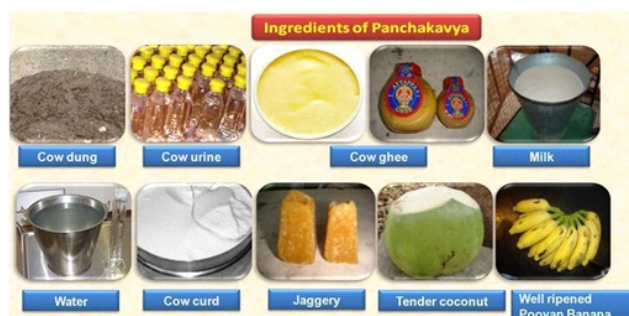 Ingredients of Panchakavya
Cow dung
Cow urine
Cow ghee
Milk
Water
Cow curd
Jaggery
Tender coconut
Well ripened
Poovan Banana